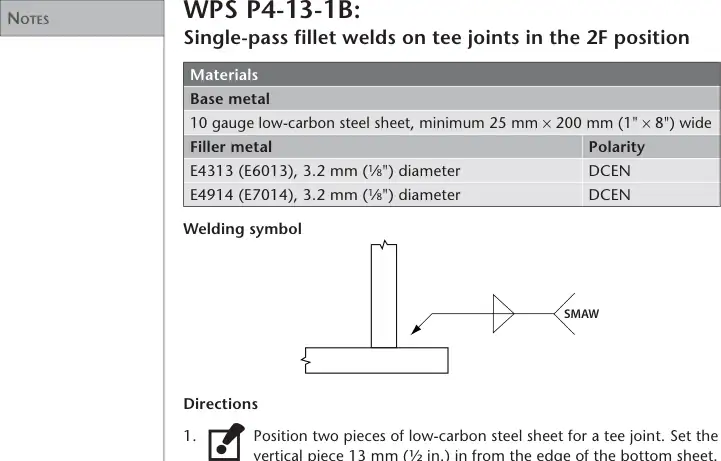 NOTES
WPS P4-13-1B:
Single-pass fillet welds on tee joints in the 2F position
Materials
Base metal
10 gauge low-carbon steel sheet, minimum 25 mm × 200 mm (1" × 8") wide
Filler metal Polarity
E4313 (E6013), 3.2 mm (⅛") diameter DCEN
E4914 (E7014), 3.2 mm (⅛") diameter DCEN
Welding symbol
SMAW
Directions
1. Position two pieces of low-carbon steel sheet for a tee joint. Set the
vertical piece 13 mm (½ in.) in from the edge of the bottom sheet.